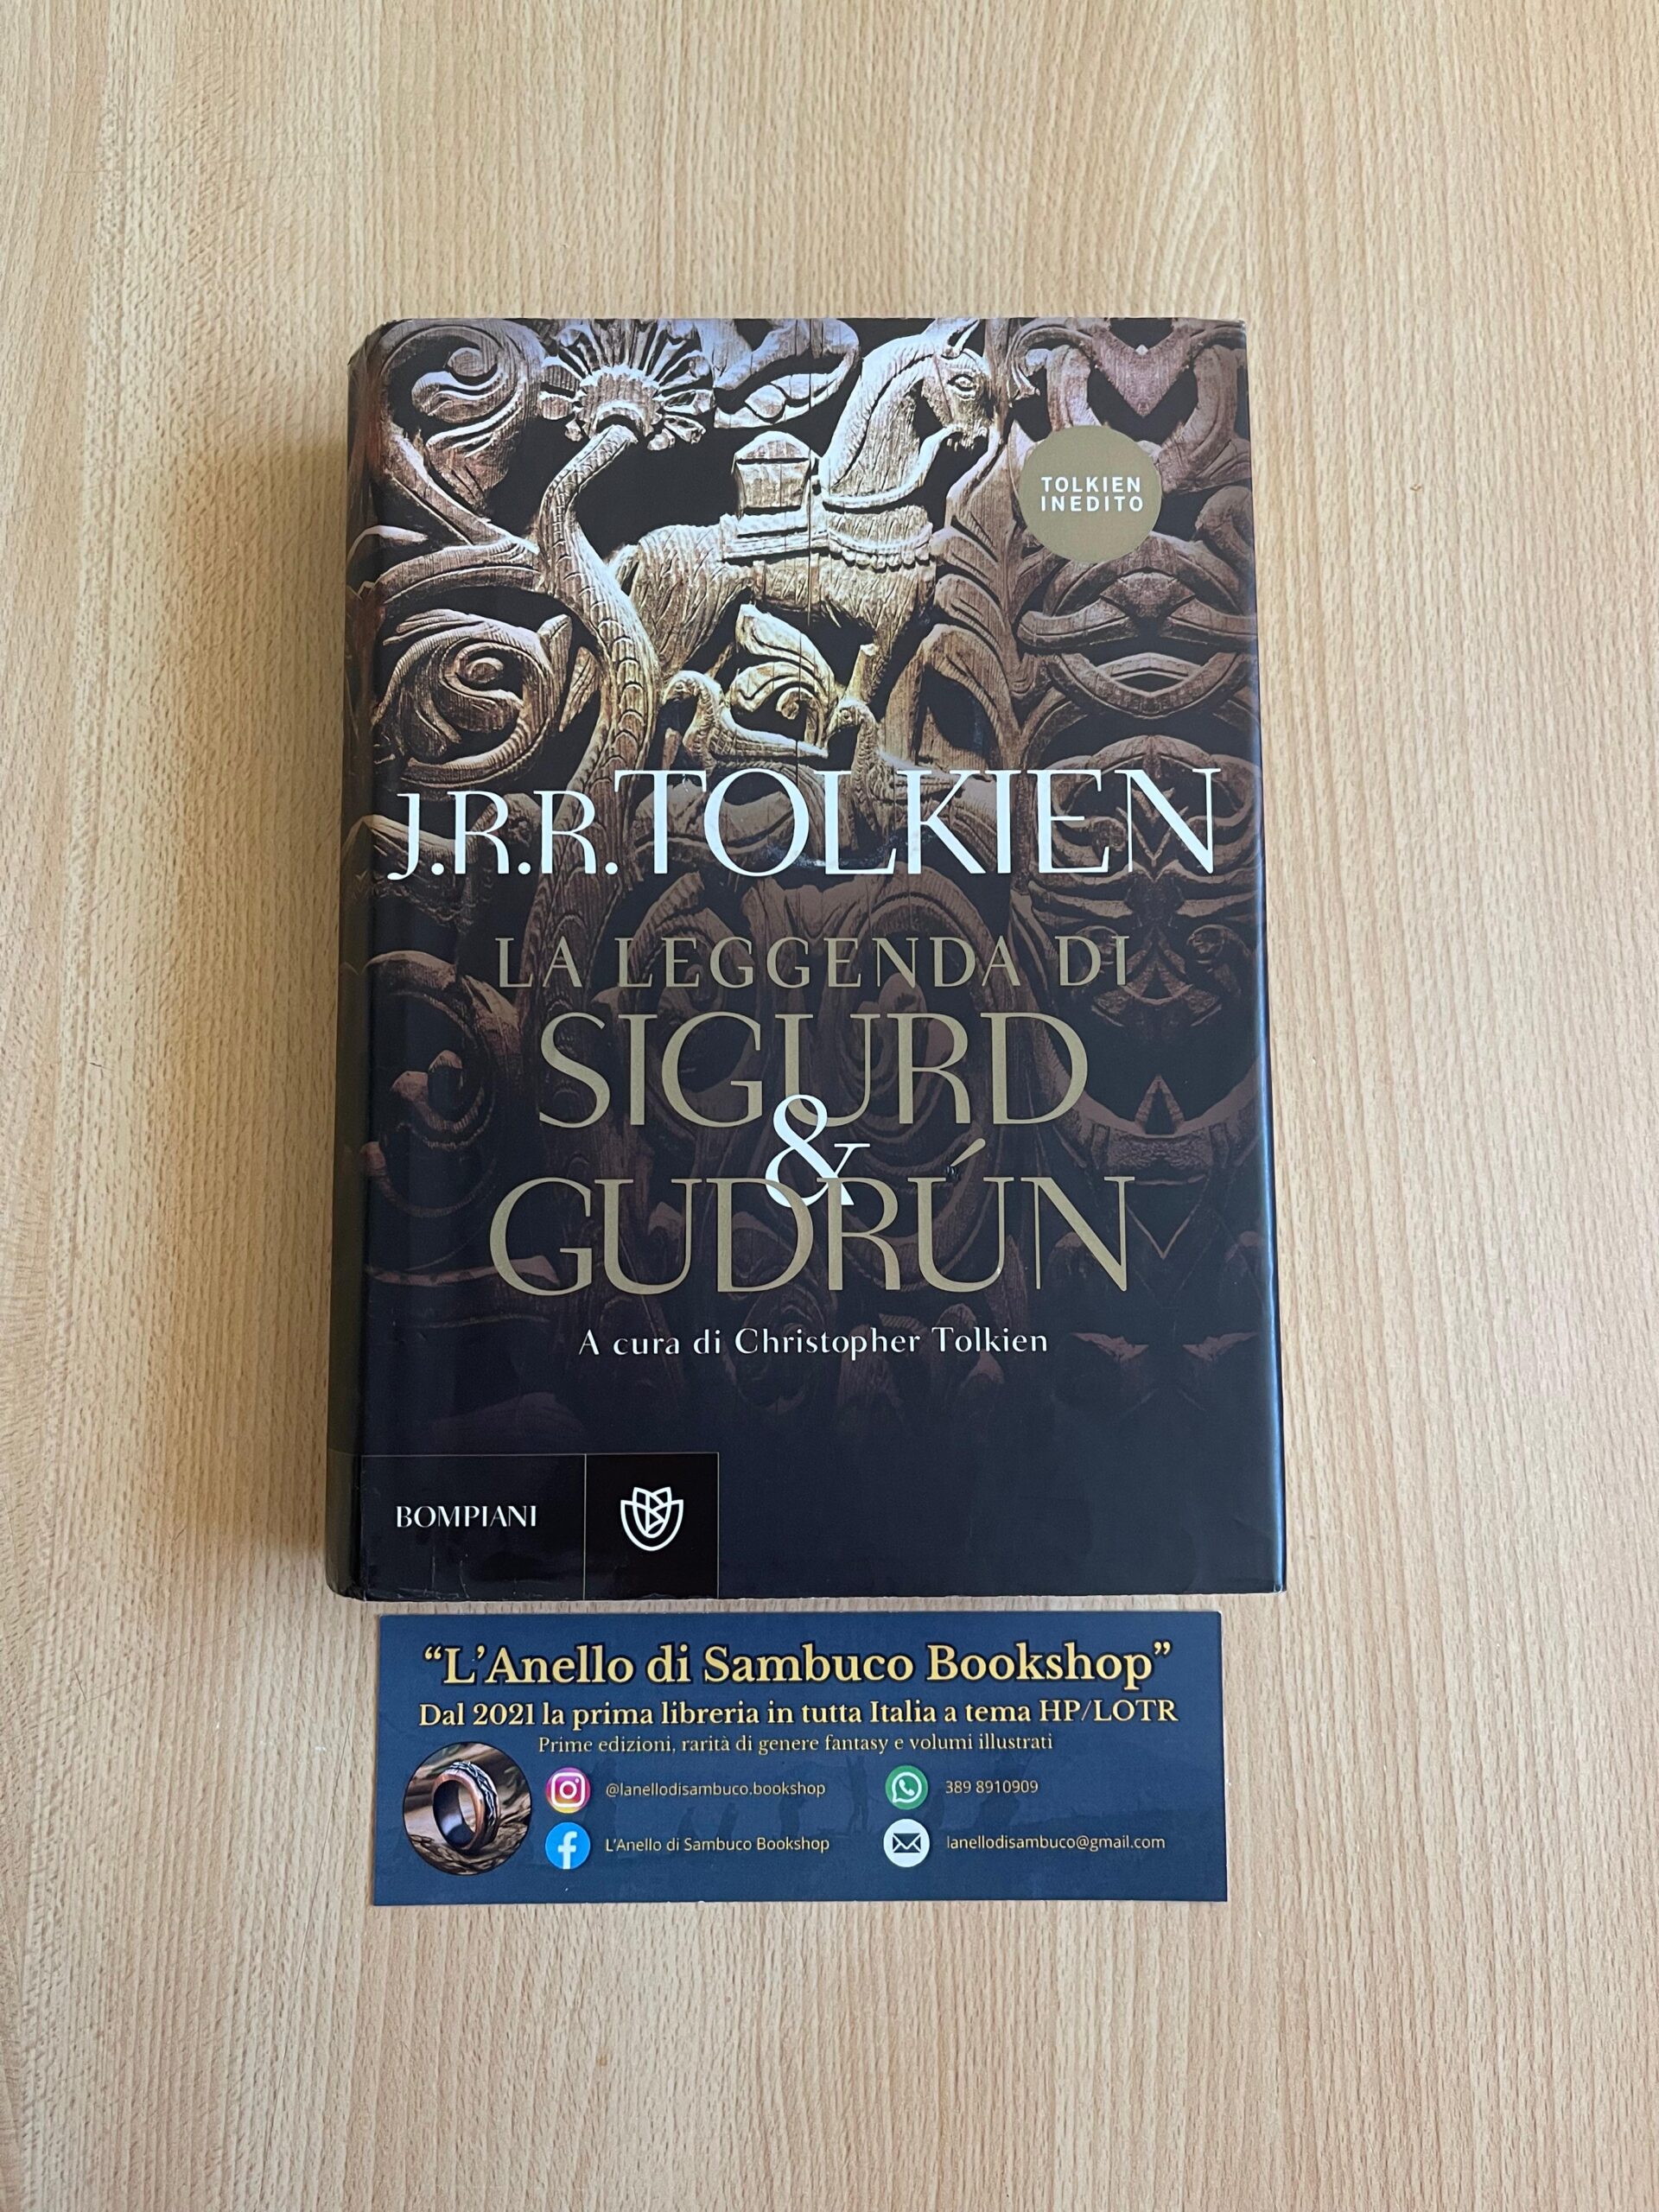 TOLKIEN
INEDITO
J.R.R. TOLKIEN
LA LEGGENDA DI
SIGURD
&
GUDRÚN
A cura di Christopher Tolkien
BOMPIANI
“L’Anello di Sambuco Bookshop”
Dal 2021 la prima libreria in tutta Italia a tema HP/LOTR
Prime edizioni, rarità di genere fantasy e volumi illustrati
@lanellodisambuco.bookshop
389 8910909
L'Anello di Sambuco Bookshop
lanellodisambuco@gmail.com